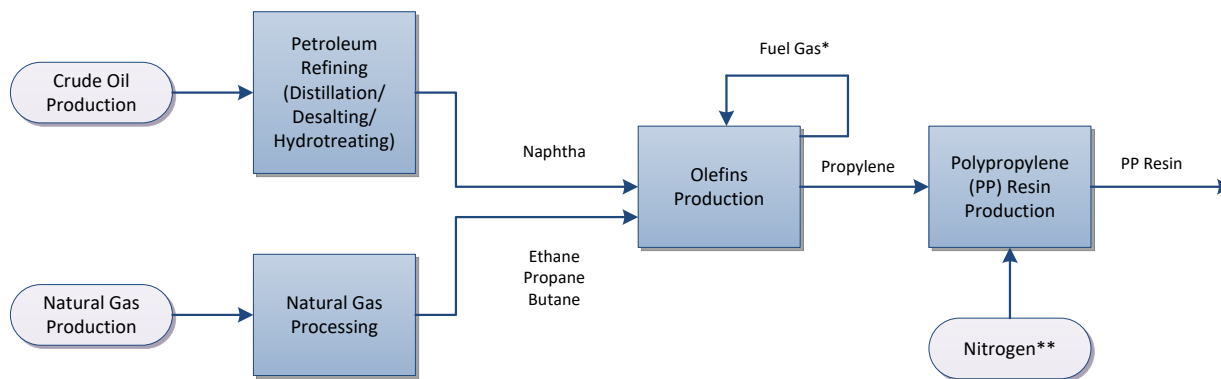 Crude Oil
Production
Petroleum
Refining
(Distillation/
Desalting/
Hydrotreating)
Naphtha
Fuel Gas*
Olefins
Production
Propylene
Polypropylene
(PP) Resin
Production
PP Resin
Natural Gas
Production
Natural Gas
Processing
Ethane
Propane
Butane
Nitrogen**